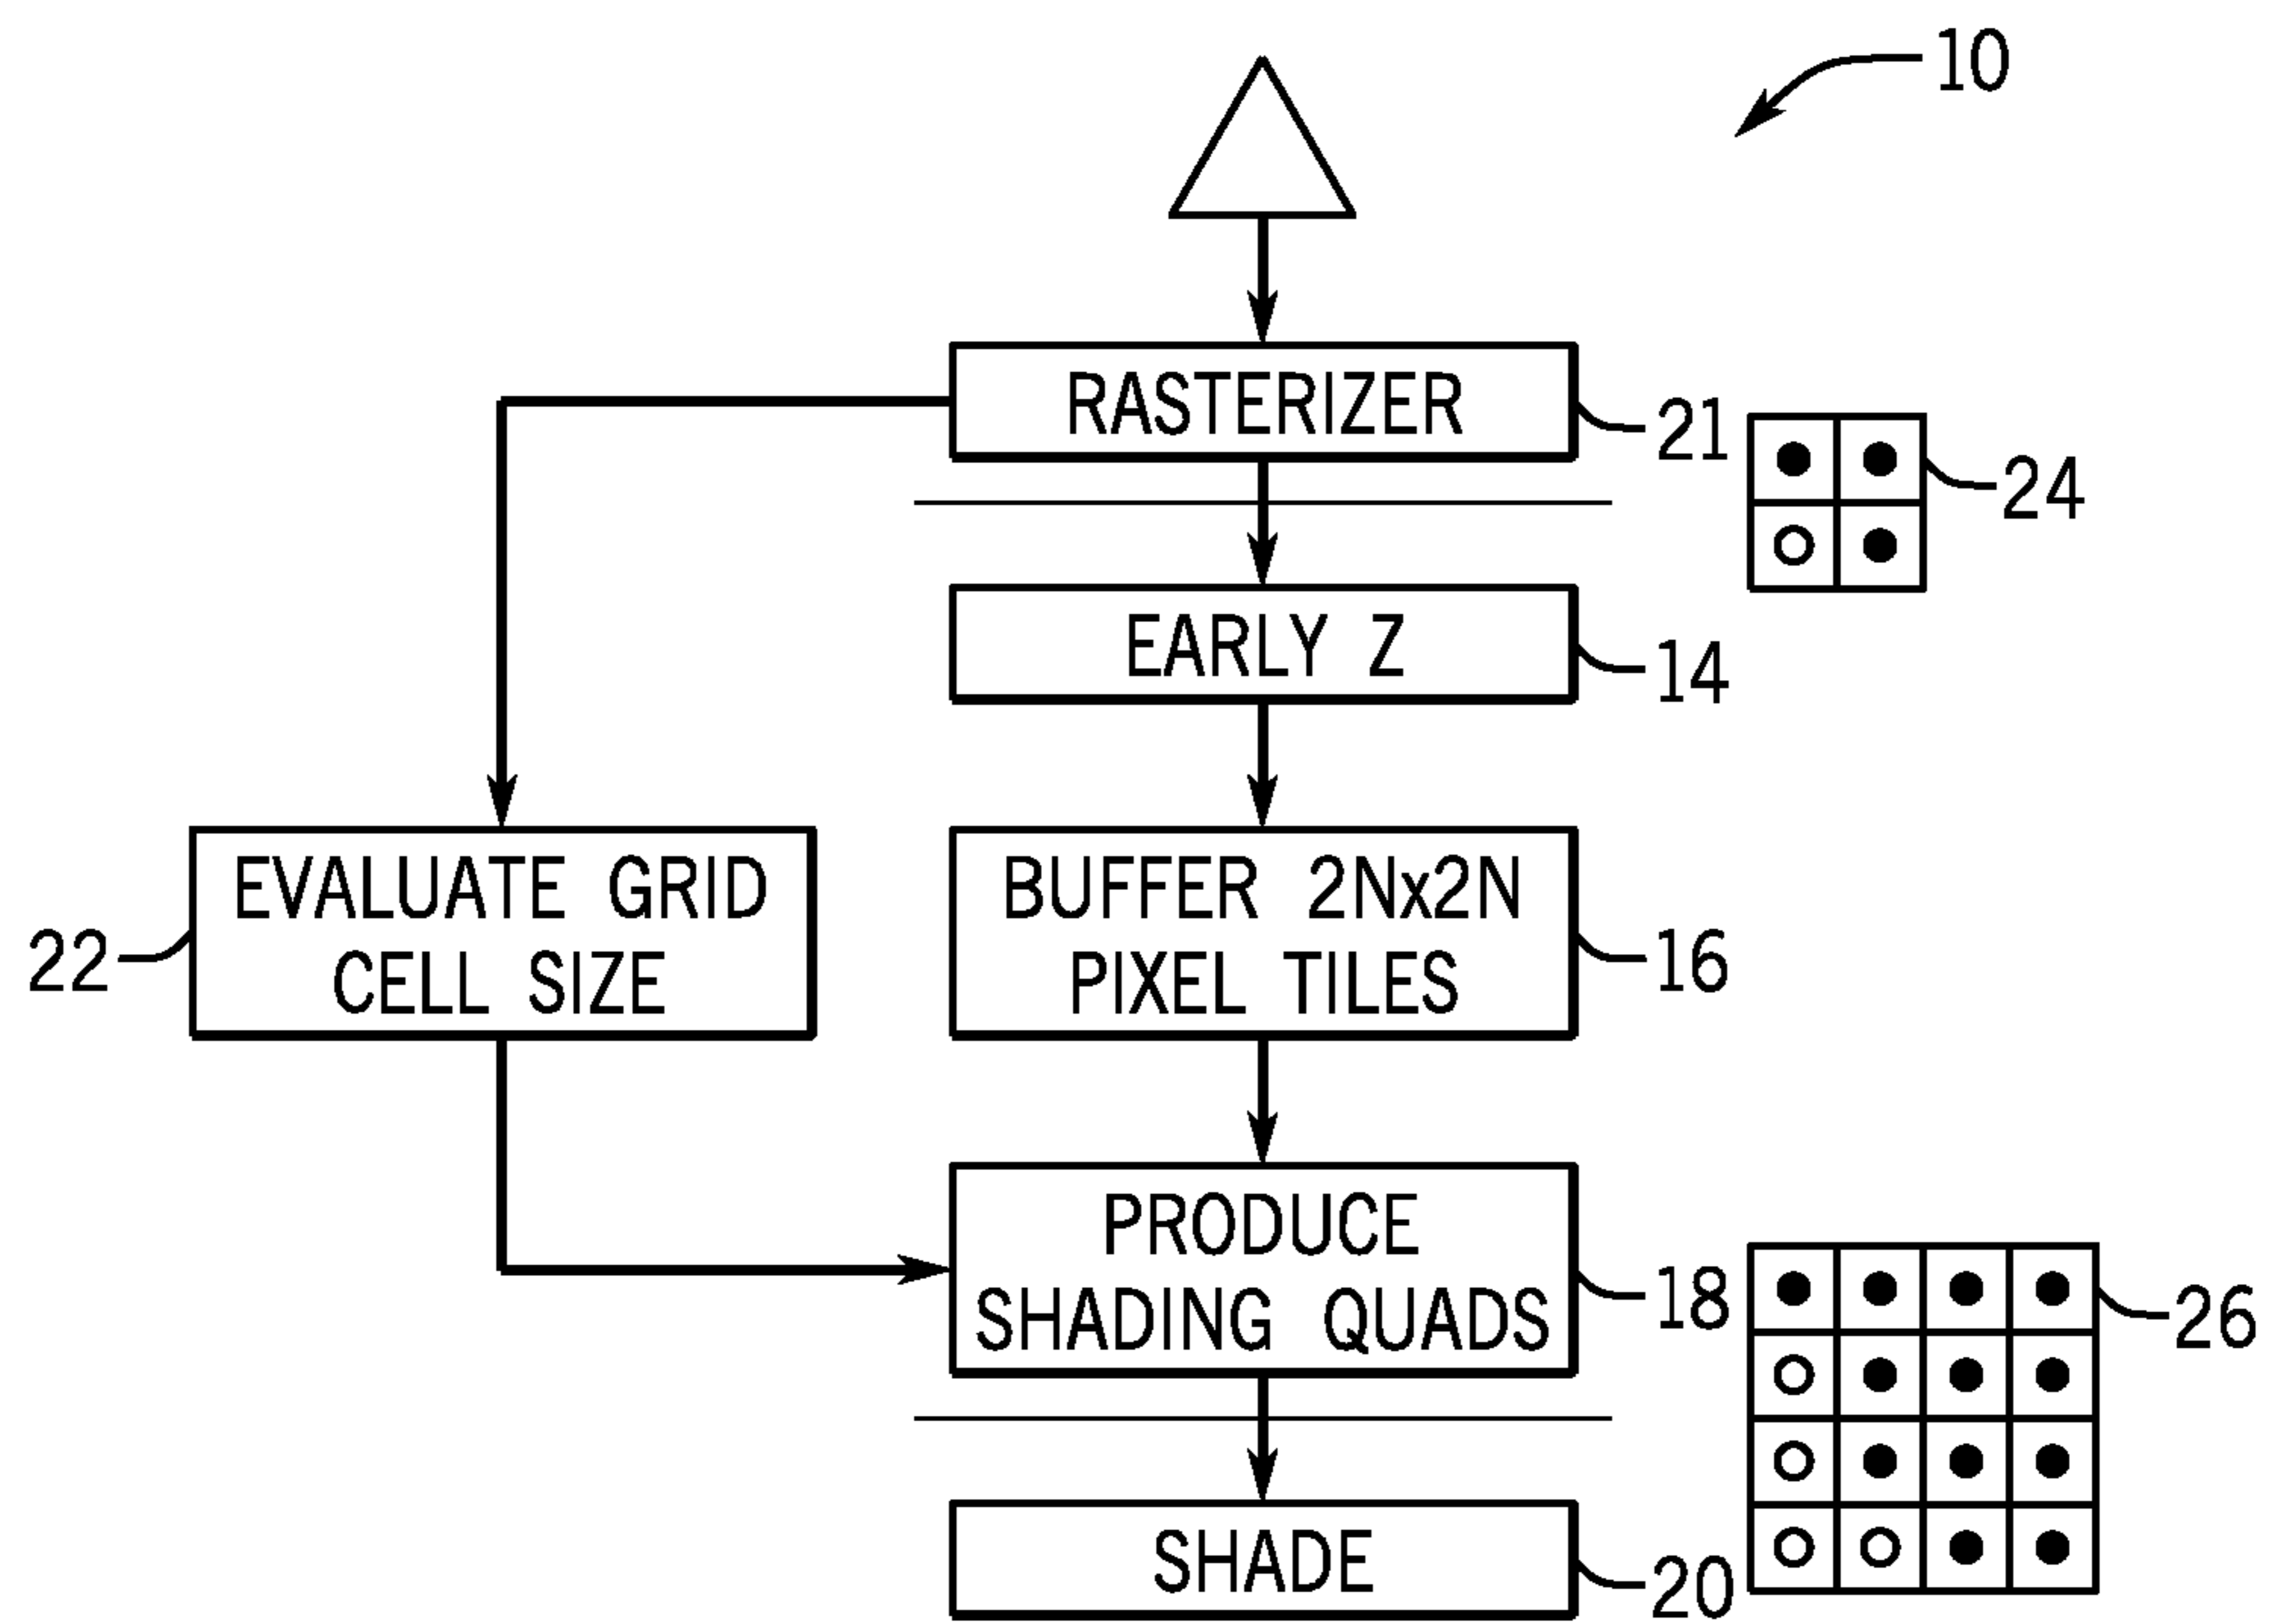 10
RASTERIZER
21
24
EARLY Z
14
EVALUATE GRID
CELL SIZE
22
BUFFER 2Nx2N
PIXEL TILES
16
PRODUCE
SHADING QUADS
18
26
SHADE
20